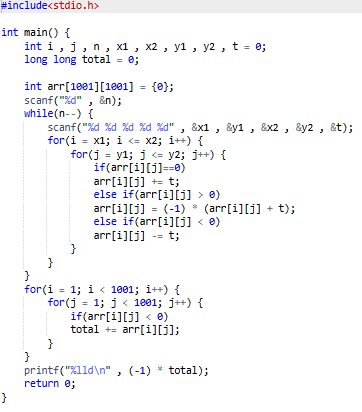 #include<stdio.h>
int main() {
int i , j , n , x1 , x2 , y1 , y2 , t = 0;
long long total = 0;
int arr[1001][1001] = {0};
scanf("%d" , &n);
while(n--) {
scanf("%d %d %d %d %d" , &x1 , &y1 , &x2 , &y2 , &t);
for(i = x1; i <= x2; i++) {
for(j = y1; j <= y2; j++) {
if(arr[i][j]==0)
arr[i][j] += t;
else if(arr[i][j] > 0)
arr[i][j] = (-1) * (arr[i][j] + t);
else if(arr[i][j] < 0)
arr[i][j] -= t;
}
}
}
for(i = 1; i < 1001; i++) {
for(j = 1; j < 1001; j++) {
if(arr[i][j] < 0)
total += arr[i][j];
}
}
printf("%lld\n" , (-1) * total);
return 0;
}